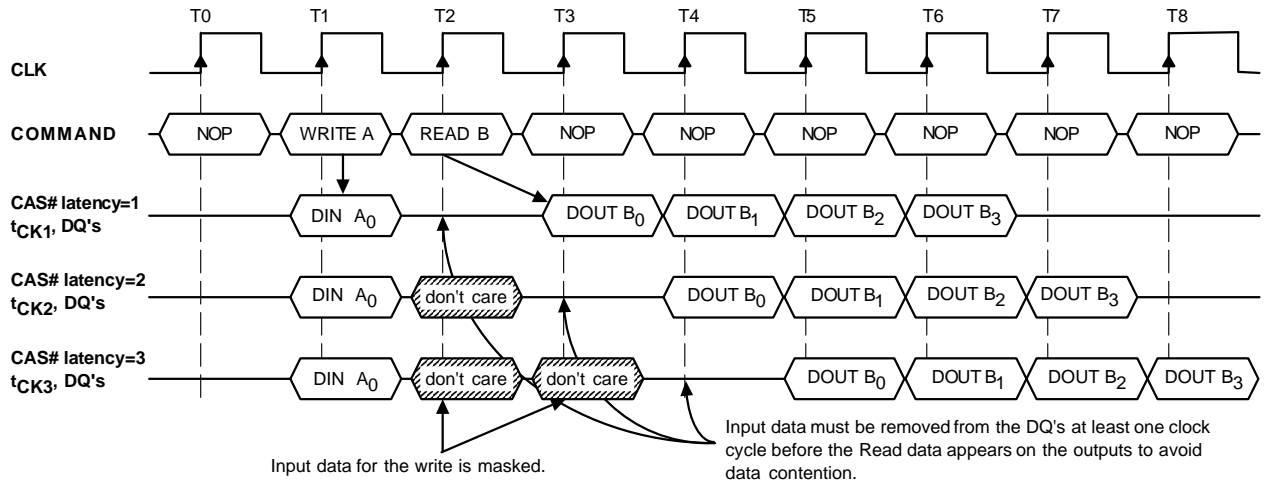 T0 T1 T2 T3 T4 T5 T6 T7 T8
CLK
COMMAND NOP WRITE A READ B NOP NOP NOP NOP NOP NOP
CAS# latency=1
tCK1, DQ's DIN A0 DOUT B0 DOUT B1 DOUT B2 DOUT B3
CAS# latency=2
tCK2, DQ's DIN A0 don't care DOUT B0 DOUT B1 DOUT B2 DOUT B3
CAS# latency=3
tCK3, DQ's DIN A0 don't care don't care DOUT B0 DOUT B1 DOUT B2 DOUT B3
Input data for the write is masked.
Input data must be removed from the DQ's at least one clock
cycle before the Read data appears on the outputs to avoid
data contention.